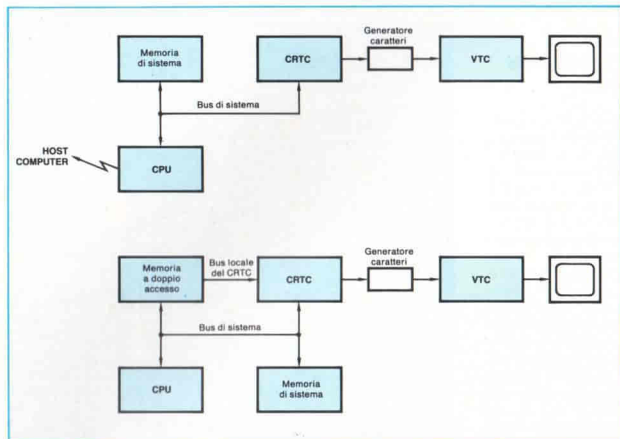 Generatore
caratteri
Memoria
di sistema
CRTC
VTC
Bus di sistema
HOST
COMPUTER
CPU
Generatore
caratteri
Memoria
a doppio
accesso
Bus locale
del CRTC
CRTC
VTC
Bus di sistema
CPU
Memoria
di sistema